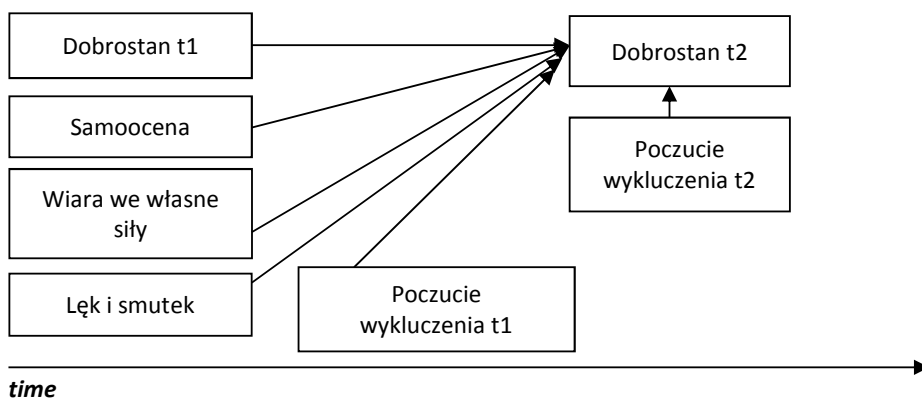 Dobrostan t1
Dobrostan t2
Samoocena
Poczucie
wykluczenia t2
Wiara we własne
siły
Lęk i smutek
Poczucie
wykluczenia t1
time